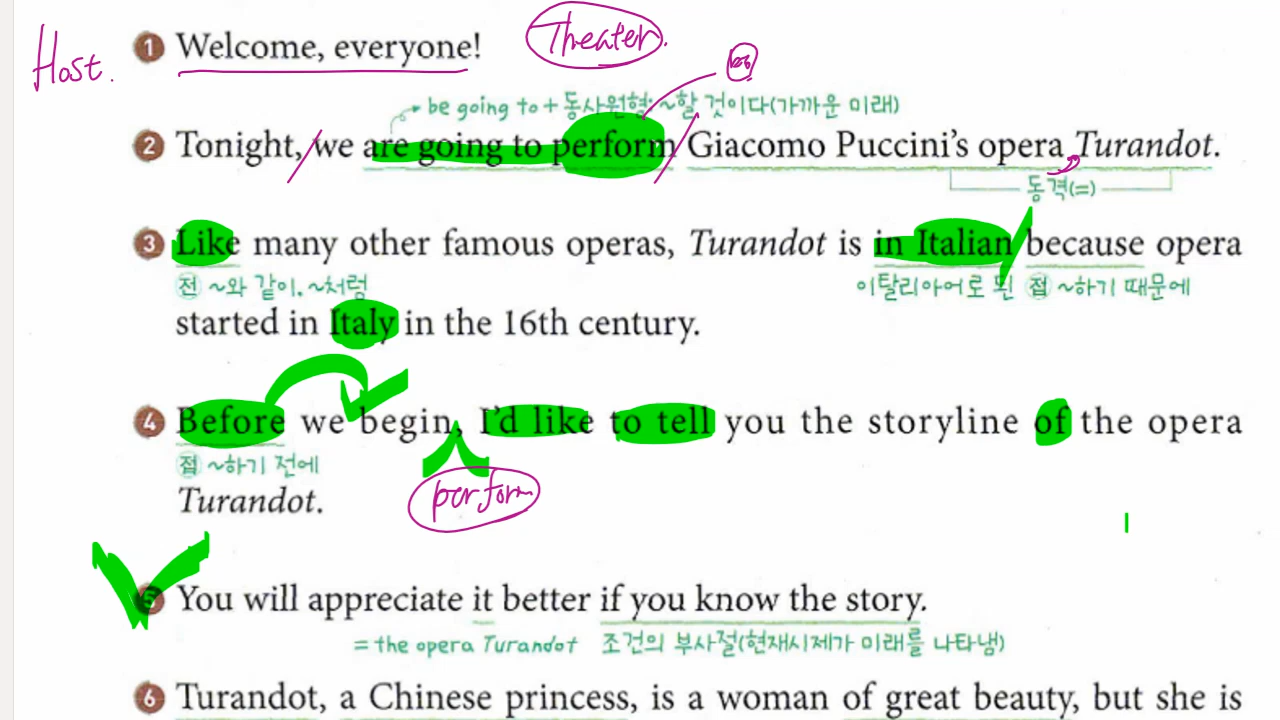 Host.
① Welcome, everyone!
Theater.
be going to + 동사원형: ~할 것이다(가까운 미래)
② Tonight, we are going to perform Giacomo Puccini's opera Turandot.
동격(=)
③ Like many other famous operas, Turandot is in Italian because opera
전 ~와 같이, ~처럼
이탈리아어로 된
접 ~하기 때문에
started in Italy in the 16th century.
④ Before we begin, I'd like to tell you the storyline of the opera
접 ~하기 전에
perform
Turandot.
⑤ You will appreciate it better if you know the story.
= the opera Turandot
조건의 부사절(현재시제가 미래를 나타냄)
⑥ Turandot, a Chinese princess, is a woman of great beauty, but she is